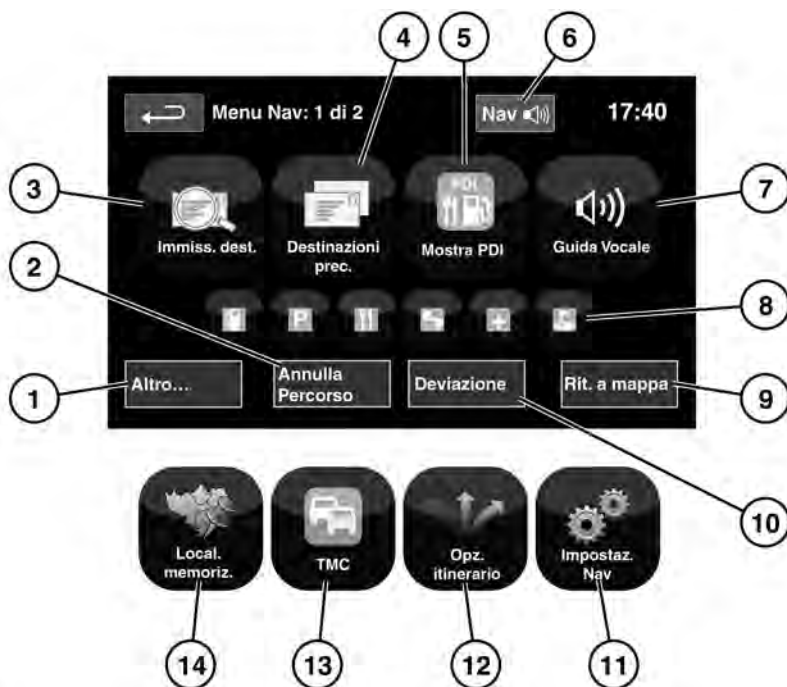 4
5
6
Menu Nav: 1 di 2
Nav
17:40
3
PDI
7
Immiss. dest.
Destinazioni
prec.
Mostra PDI
Guida Vocale
2
P
8
Altro...
Annulla
Percorso
Deviazione
Rit. a mappa
1
9
10
Local.
memoriz.
TMC
Opz.
itinerario
Impostaz.
Nav
14
13
12
11